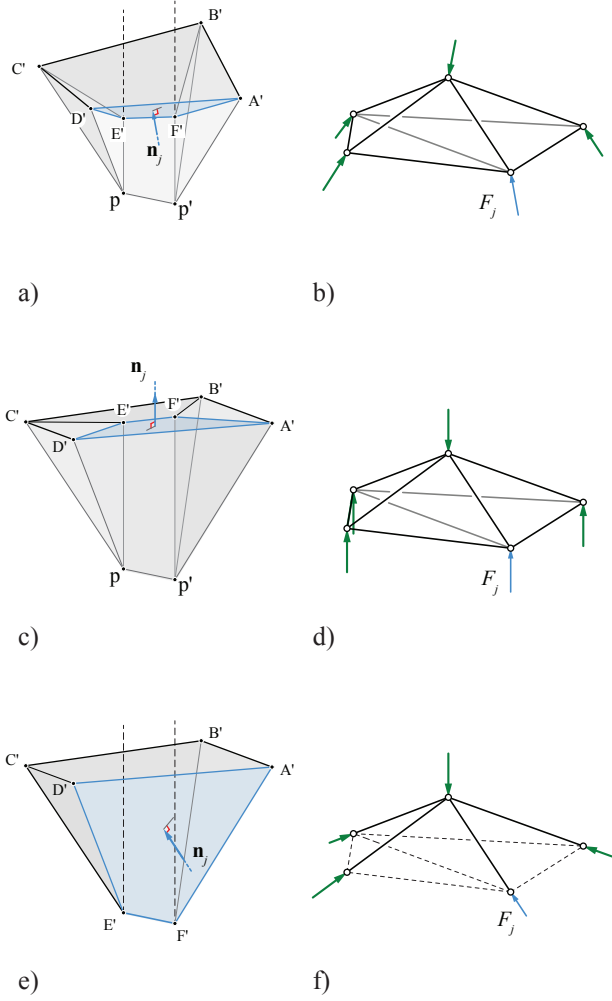 B'
C'
D'
A'
E'
F'
n_j
p
p'
F_j
a)
b)
n_j
B'
C'
E'
F'
A'
D'
p
p'
F_j
c)
d)
B'
C'
A'
D'
n_j
E'
F'
F_j
e)
f)